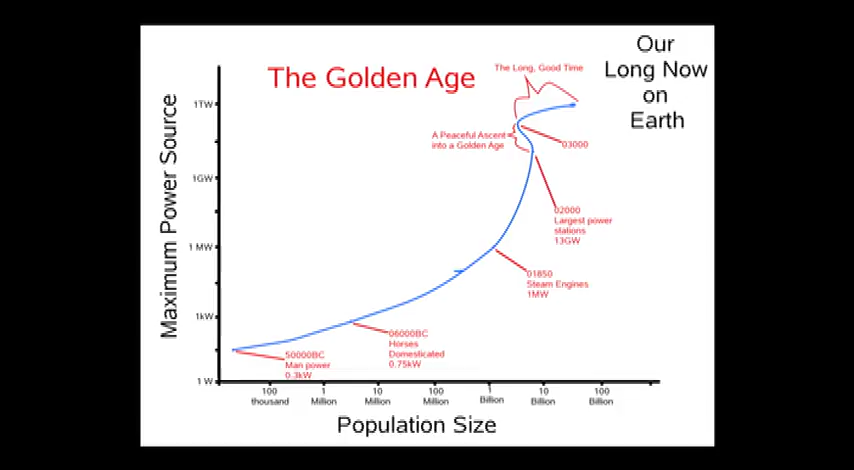 Our
Long Now
on
Earth
The Golden Age
The Long, Good Time
Maximum Power Source
1TW
1GW
1 MW
1kW
1 W
A Peaceful Ascent
into a Golden Age
03000
02000
Largest power
stations
13GW
01850
Steam Engines
1MW
06000BC
Horses
Domesticated
0.75kW
50000BC
Man power
0.3kW
100
thousand
1
Million
10
Million
100
Million
1
Billion
10
Billion
100
Billion
Population Size